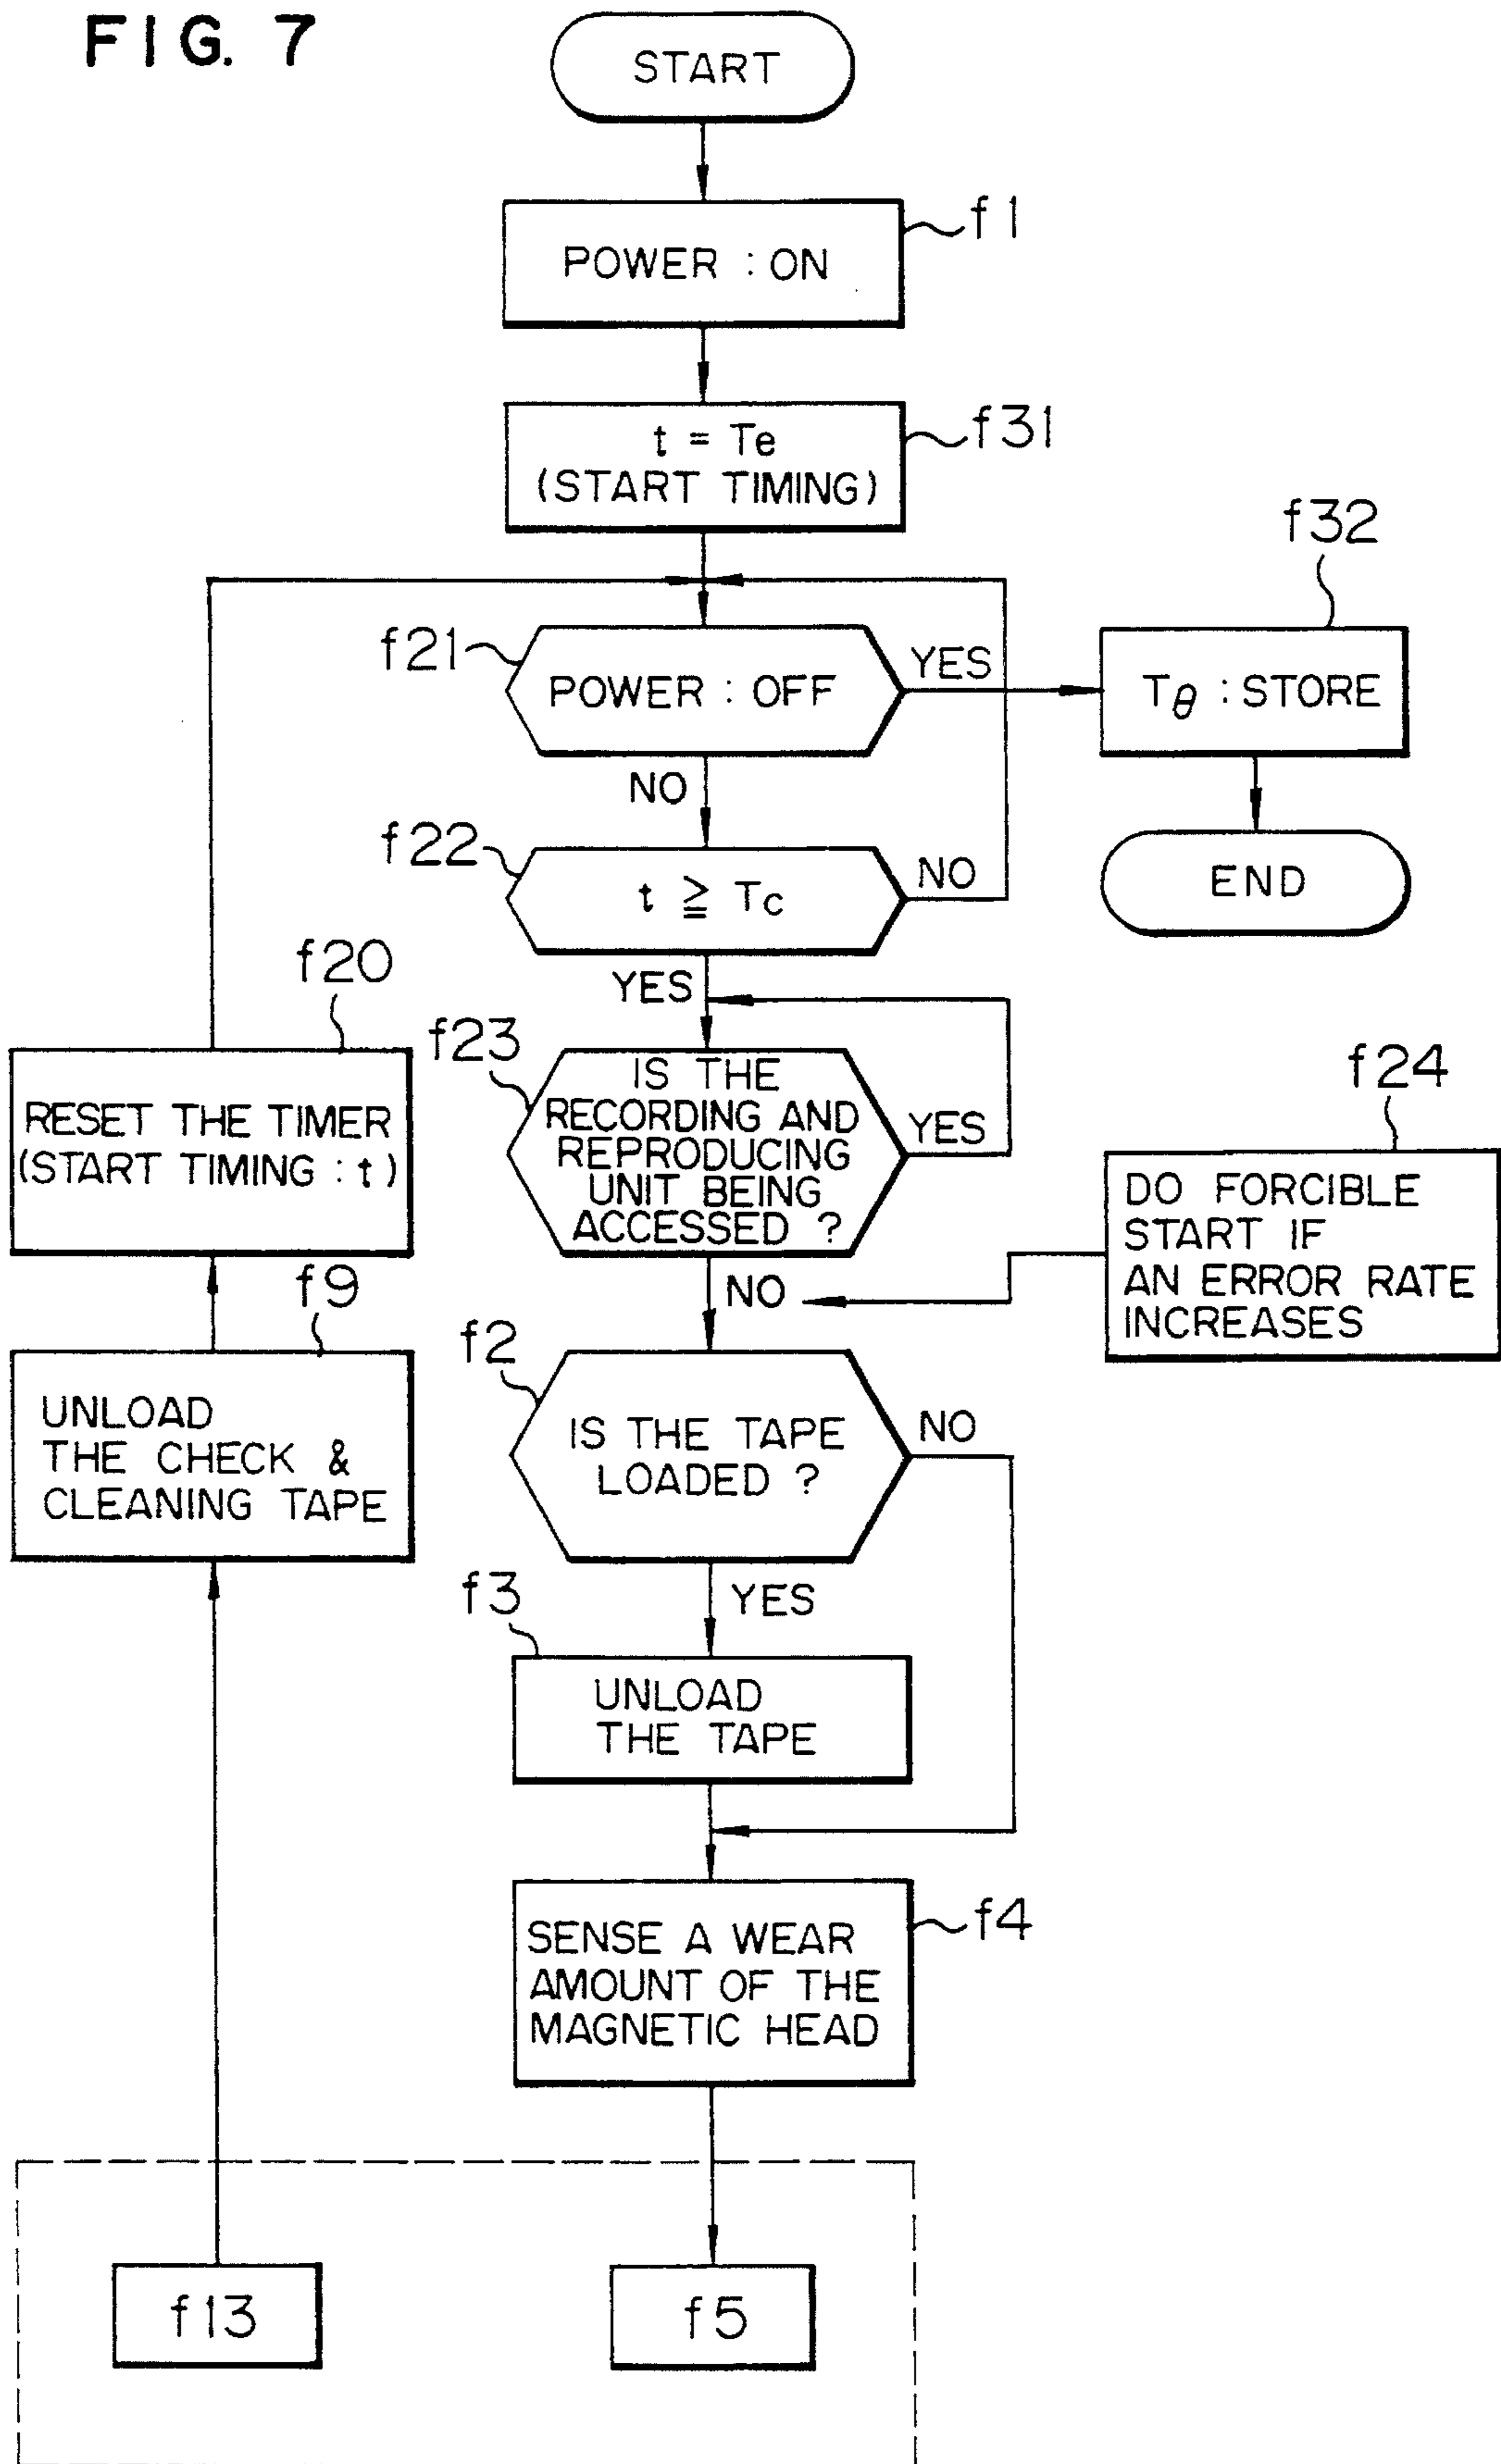 FIG. 7
START
f1
POWER : ON
f31
t = Te
(START TIMING)
f32
f21
POWER : OFF
YES
Tθ : STORE
NO
f22
t ≧ Tc
NO
END
YES
f20
RESET THE TIMER
(START TIMING : t)
f23
IS THE
RECORDING AND
REPRODUCING
UNIT BEING
ACCESSED ?
YES
f24
DO FORCIBLE
START IF
AN ERROR RATE
INCREASES
NO
f9
UNLOAD
THE CHECK &
CLEANING TAPE
f2
IS THE TAPE
LOADED ?
NO
YES
f3
UNLOAD
THE TAPE
f4
SENSE A WEAR
AMOUNT OF THE
MAGNETIC HEAD
f13
f5